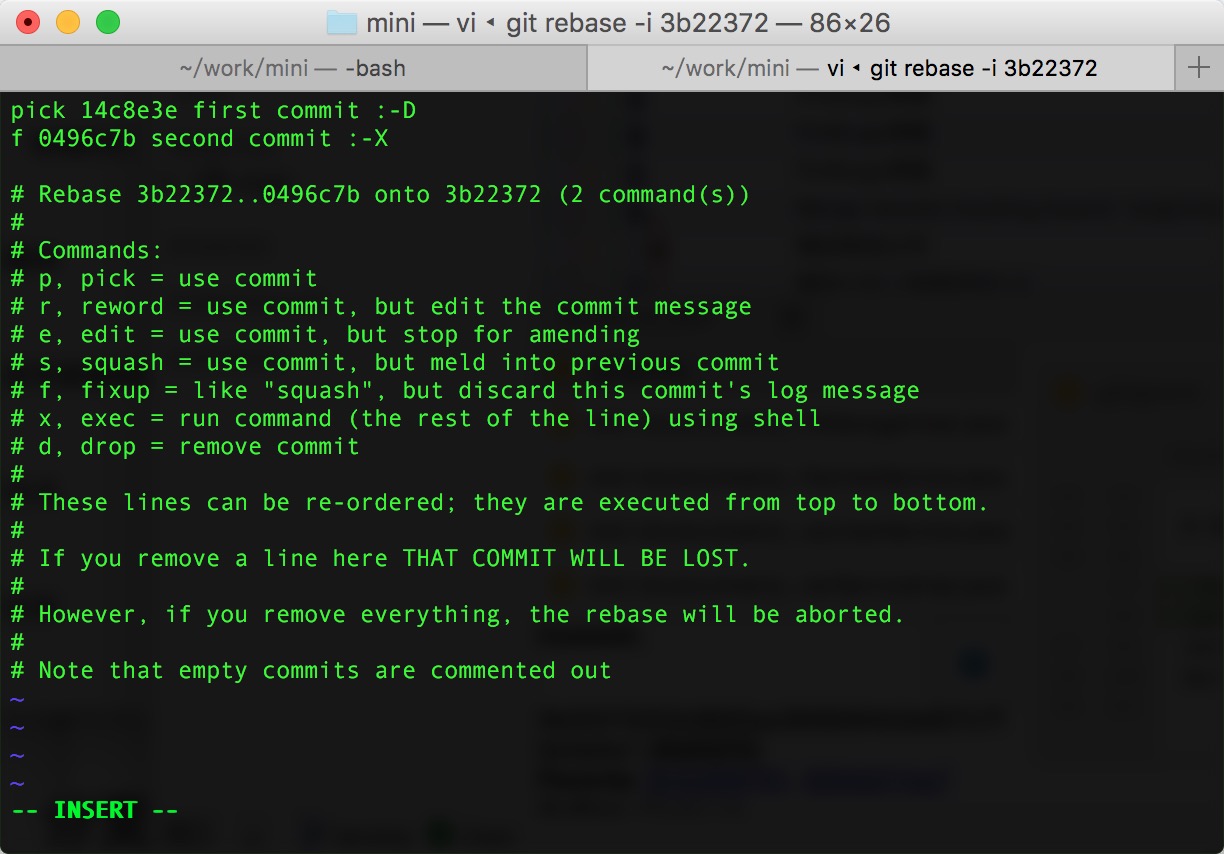 mini — vi ◂ git rebase -i 3b22372 — 86×26
~/work/mini — -bash
~/work/mini — vi ◂ git rebase -i 3b22372
pick 14c8e3e first commit :-D
f 0496c7b second commit :-X

# Rebase 3b22372..0496c7b onto 3b22372 (2 command(s))
#
# Commands:
# p, pick = use commit
# r, reword = use commit, but edit the commit message
# e, edit = use commit, but stop for amending
# s, squash = use commit, but meld into previous commit
# f, fixup = like "squash", but discard this commit's log message
# x, exec = run command (the rest of the line) using shell
# d, drop = remove commit
#
# These lines can be re-ordered; they are executed from top to bottom.
#
# If you remove a line here THAT COMMIT WILL BE LOST.
#
# However, if you remove everything, the rebase will be aborted.
#
# Note that empty commits are commented out
~
~
~
~
-- INSERT --